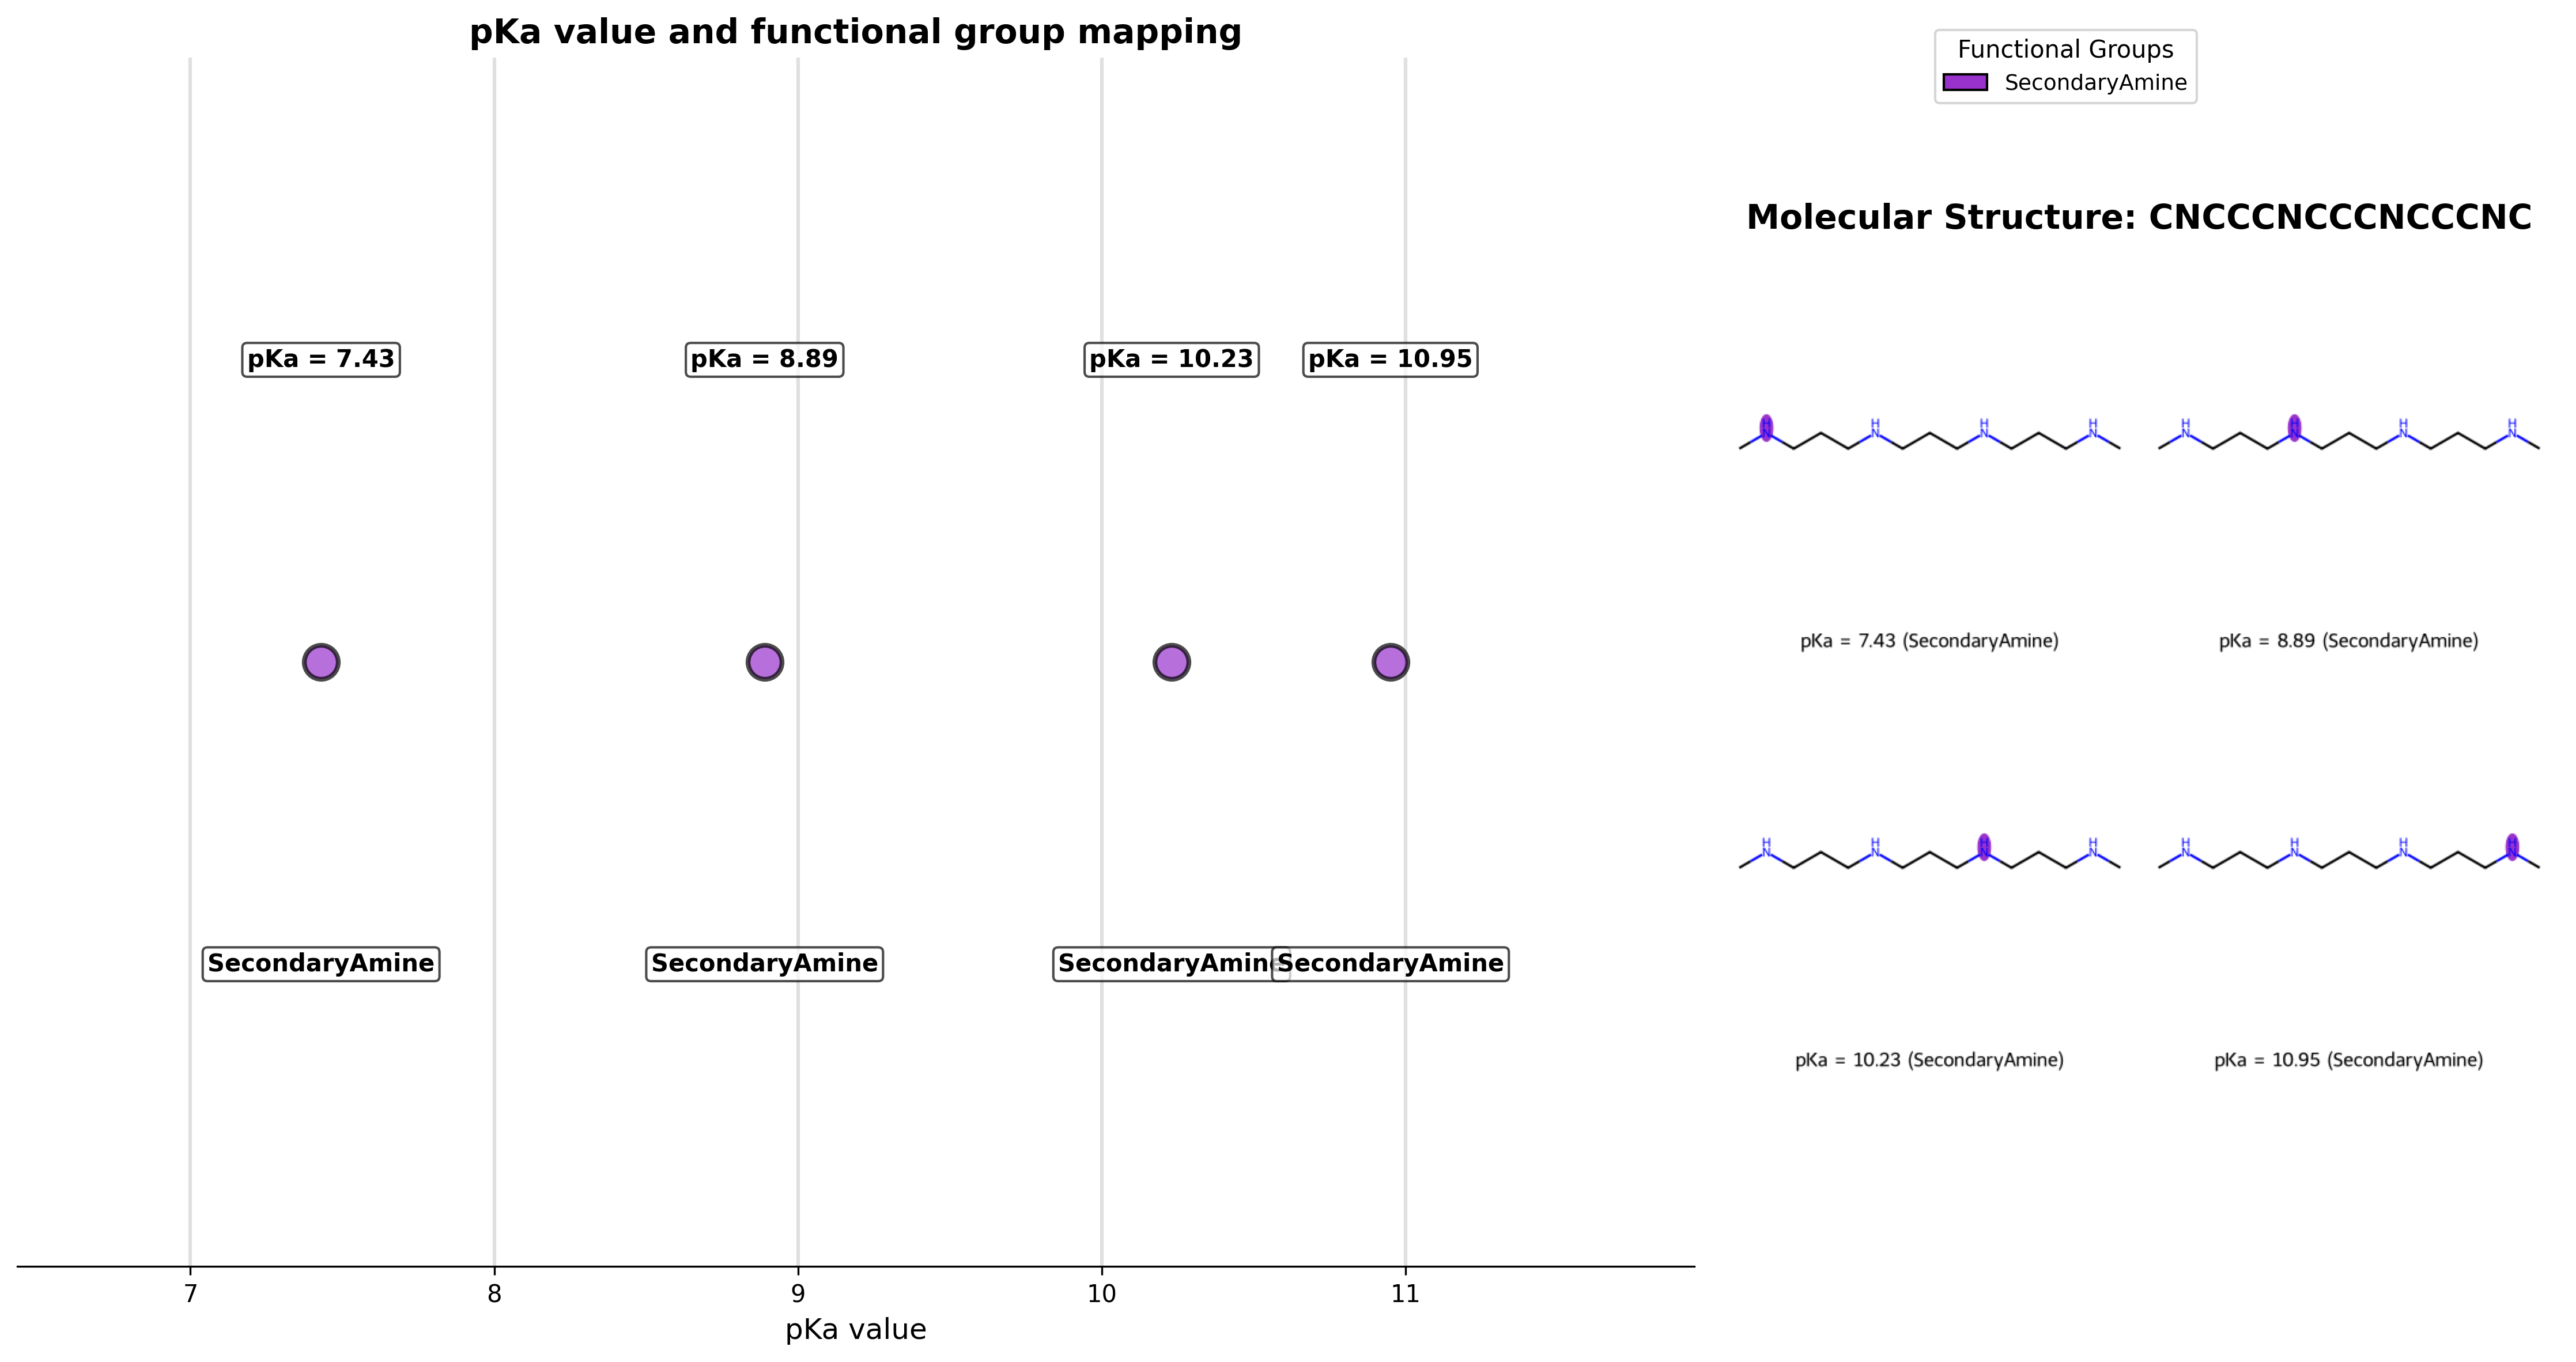 pKa value and functional group mapping
pKa = 7.43
pKa = 8.89
pKa = 10.23
pKa = 10.95
SecondaryAmine
SecondaryAmine
SecondaryAmine
SecondaryAmine
7
8
9
10
11
pKa value
Functional Groups
SecondaryAmine
Molecular Structure: CNCCCNCCCNCCCNC
H
N
H
N
H
N
H
N
H
N
H
N
H
N
H
N
pKa = 7.43 (SecondaryAmine)
pKa = 8.89 (SecondaryAmine)
H
N
H
N
H
N
H
N
H
N
H
N
H
N
H
N
pKa = 10.23 (SecondaryAmine)
pKa = 10.95 (SecondaryAmine)